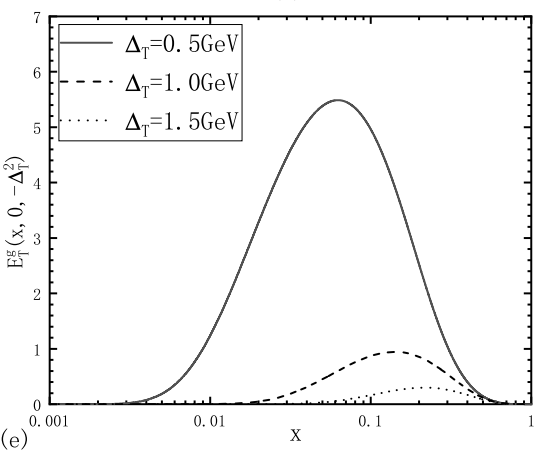 7
6
5
4
3
2
1
0
E_T^g(x,0,-Δ_T^2)
Δ_T=0.5GeV
Δ_T=1.0GeV
Δ_T=1.5GeV
0.001 0.01 0.1 1
x
(e)